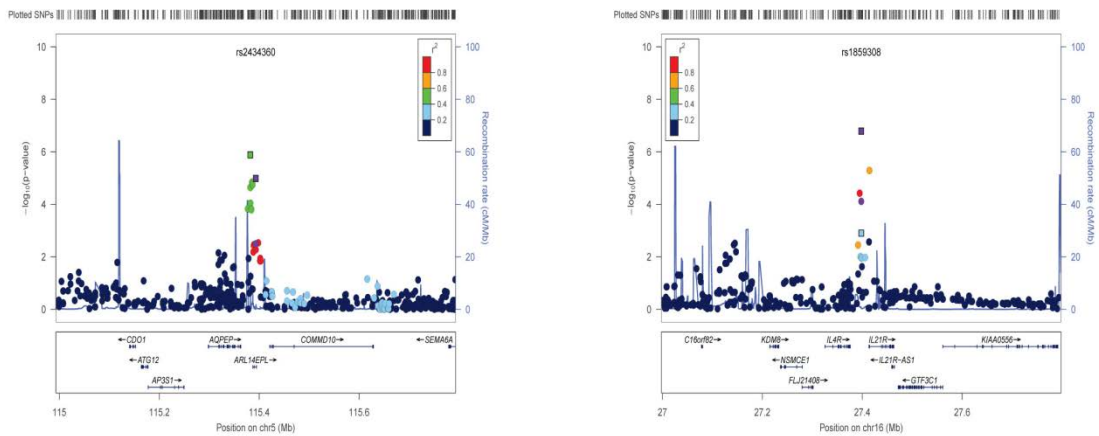 Plotted SNPs
rs2434360
r²
0.8
0.6
0.4
0.2
10
8
6
4
2
0
−log10(p−value)
100
80
60
40
20
0
Recombination rate (cM/Mb)
CDO1
AQPEP
COMMD10
SEMA6A
ATG12
ARL14EPL
AP3S1
115
115.2
115.4
115.6
Position on chr5 (Mb)
Plotted SNPs
rs1859308
r²
0.8
0.6
0.4
0.2
10
8
6
4
2
0
−log10(p−value)
100
80
60
40
20
0
Recombination rate (cM/Mb)
C16orf82
KDM8
IL4R
IL21R
KIAA0556
NSMCE1
IL21R−AS1
FLJ21408
GTF3C1
27
27.2
27.4
27.6
Position on chr16 (Mb)